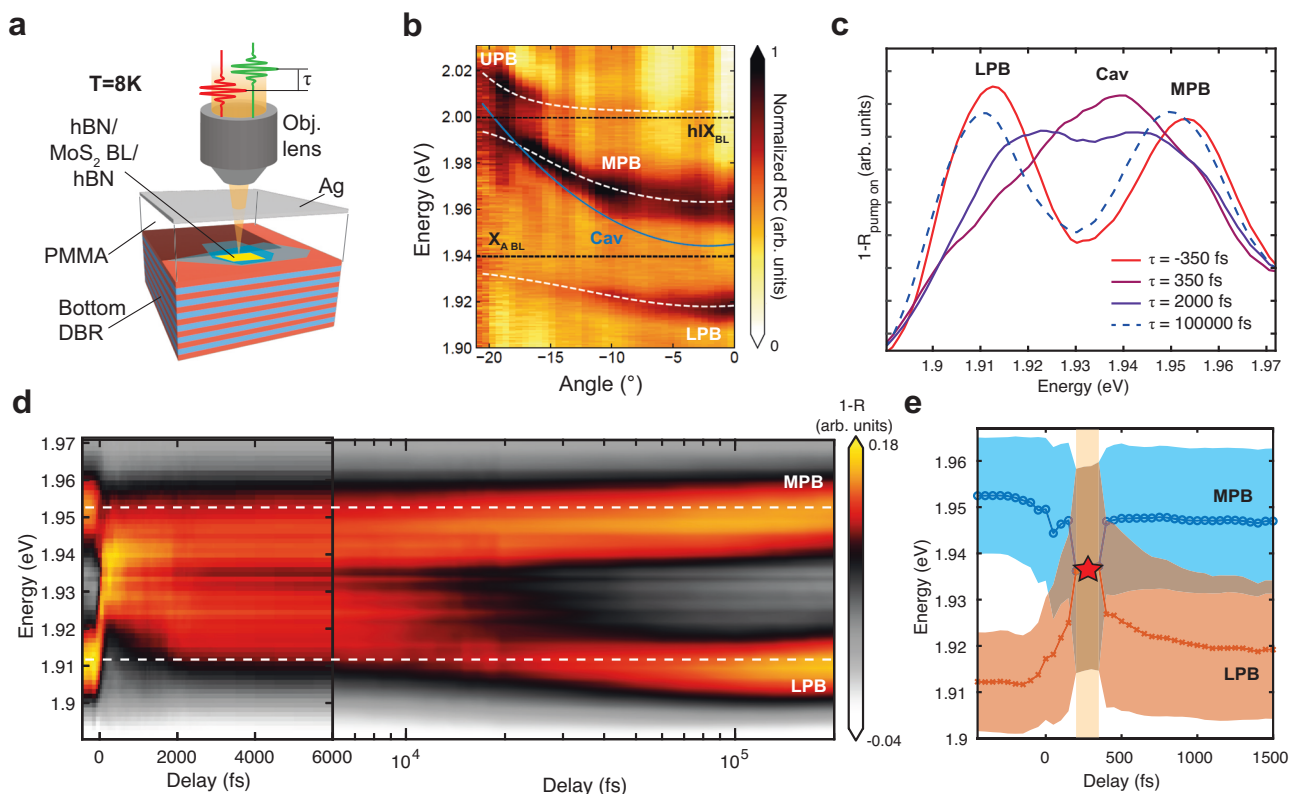 a
T=8K
τ
hBN/
MoS₂ BL/
hBN
Obj.
lens
Ag
PMMA
Bottom
DBR
b
UPB
hIX_BL
MPB
Cav
X_A BL
LPB
2.02
2.00
1.98
1.96
1.94
1.92
1.90
Energy (eV)
−20
−15
−10
−5
0
Angle (°)
1
0
Normalized RC (arb. units)
c
LPB
Cav
MPB
1-R_pump on (arb. units)
τ = -350 fs
τ = 350 fs
τ = 2000 fs
τ = 100000 fs
1.9
1.91
1.92
1.93
1.94
1.95
1.96
1.97
Energy (eV)
d
1-R
(arb. units)
0.18
-0.04
1.97
1.96
1.95
1.94
1.93
1.92
1.91
1.9
Energy (eV)
MPB
LPB
0
2000
4000
6000
10⁴
10⁵
Delay (fs)
Delay (fs)
e
1.96
1.95
1.94
1.93
1.92
1.91
1.9
Energy (eV)
MPB
LPB
0
500
1000
1500
Delay (fs)